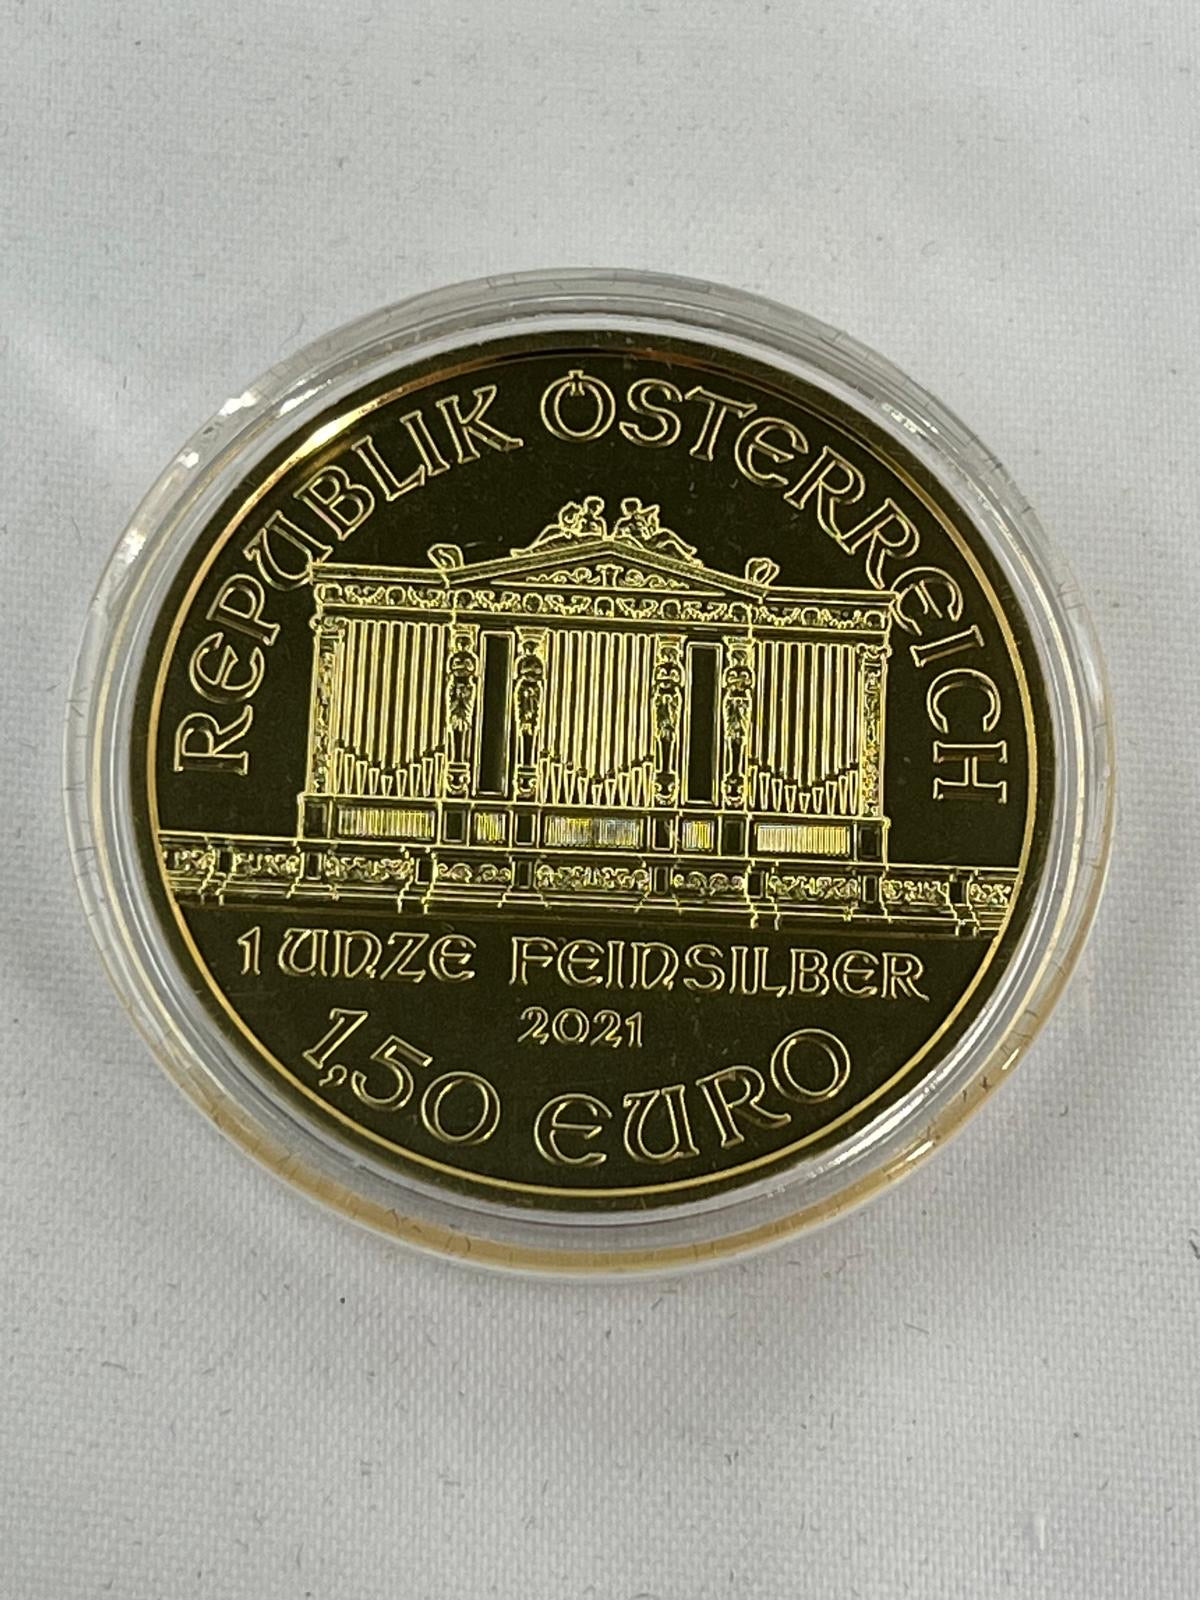 REPUBLIK ÖSTERREICH
1 UNZE FEINSILBER
2021
1,50 EURO